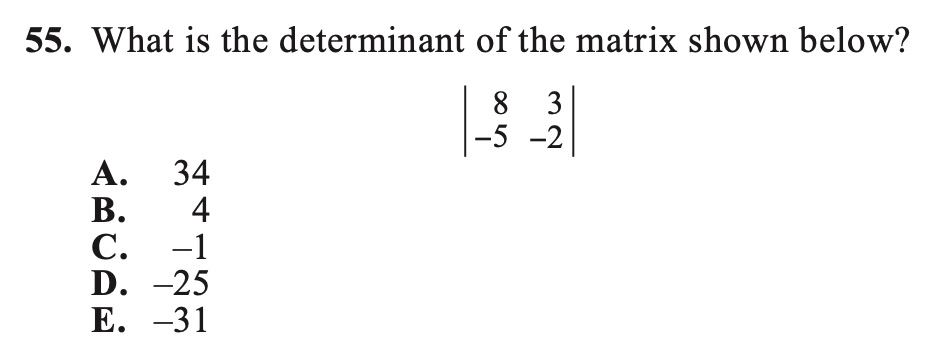 55. What is the determinant of the matrix shown below?
| 8 3 |
| –5 –2 |
A. 34
B. 4
C. –1
D. –25
E. –31